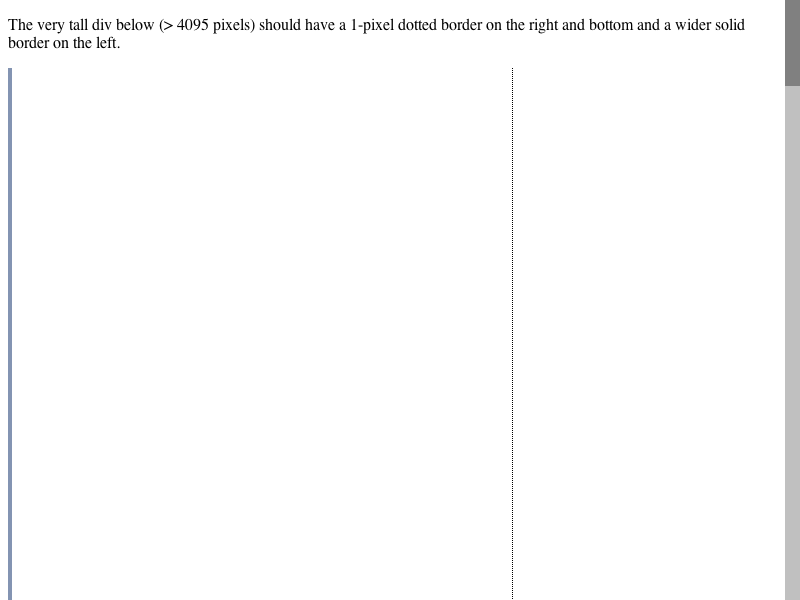 The very tall div below (> 4095 pixels) should have a 1-pixel dotted border on the right and bottom and a wider solid
border on the left.